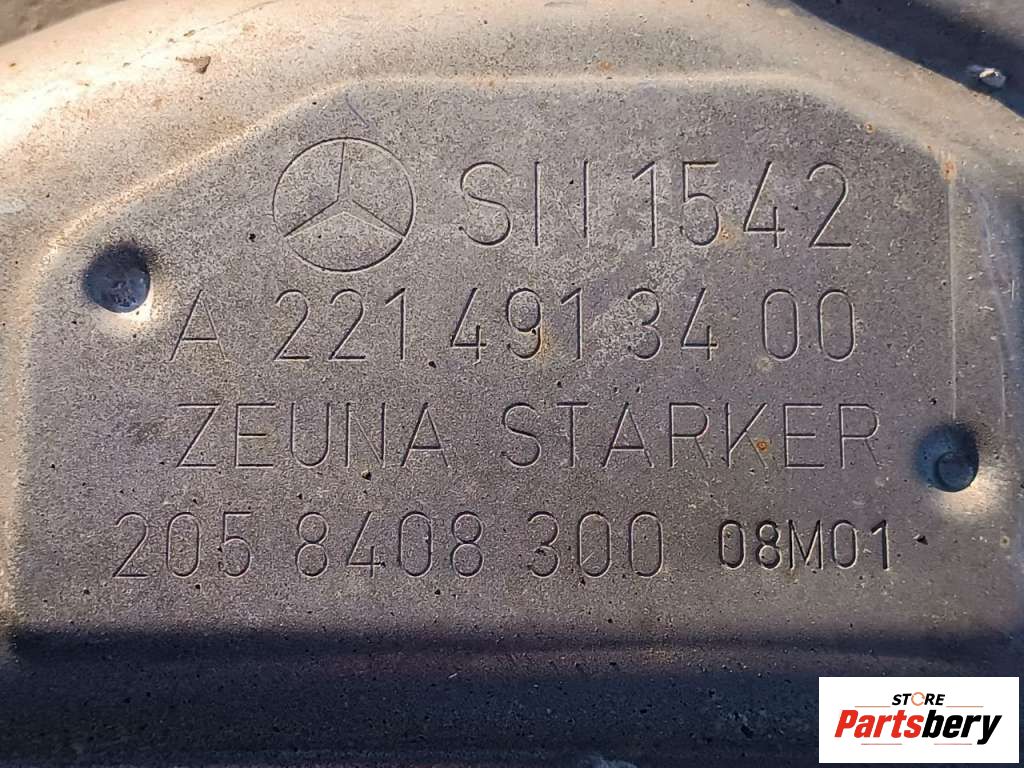 SN 1542
A 221 491 34 00
ZEUNA STARKER
205 8408 300 08M01
STORE
Partsbery